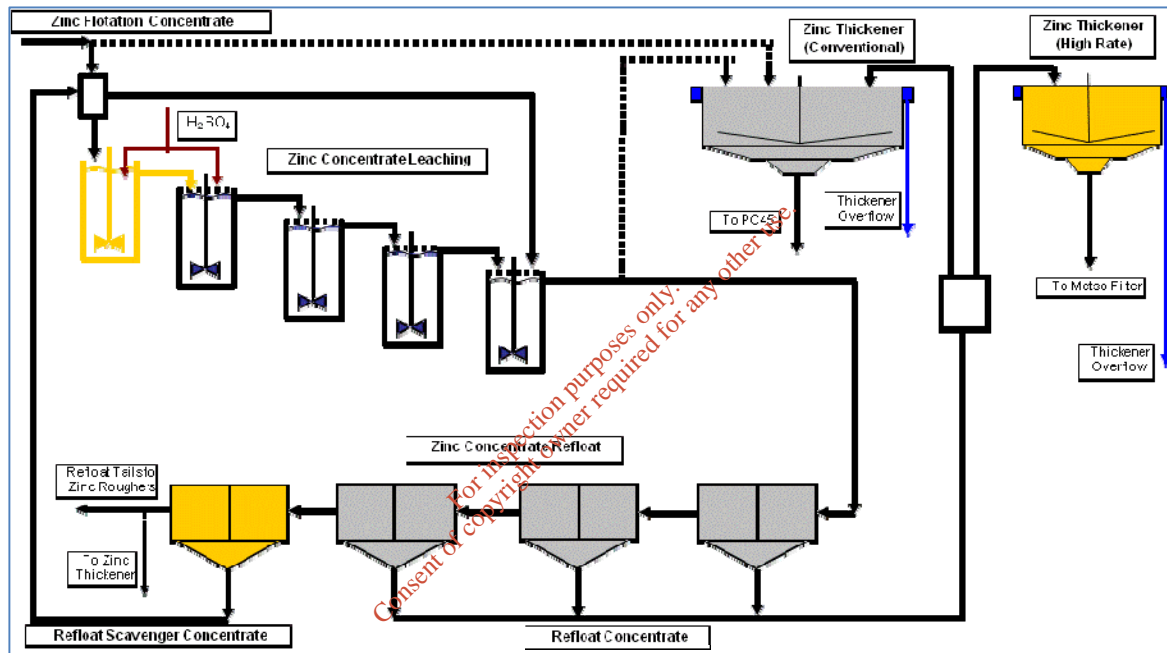 Zinc Flotation Concentrate
Zinc Thickener
(Conventional)
Zinc Thickener
(High Rate)
H2SO4
Zinc Concentrate Leaching
To PC45
Thickener
Overflow
To Metso Filter
Thickener
Overflow
For inspection purposes only.
Consent of copyright owner required for any other use.
Zinc Concentrate Refloat
Refloat Tails to
Zinc Roughers
To Zinc
Thickener
Refloat Scavenger Concentrate
Refloat Concentrate